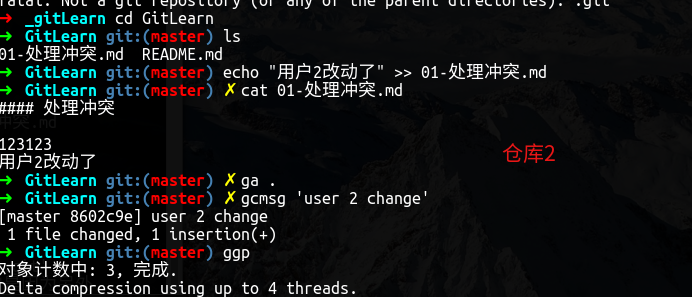 fatal: Not a git repository (or any of the parent directories): .git
➜ _gitLearn cd GitLearn
➜ GitLearn git:(master) ls
01-处理冲突.md README.md
➜ GitLearn git:(master) echo "用户2改动了" >> 01-处理冲突.md
➜ GitLearn git:(master) ✗ cat 01-处理冲突.md
#### 处理冲突
123123
用户2改动了
仓库2
➜ GitLearn git:(master) ✗ ga .
➜ GitLearn git:(master) ✗ gcmsg 'user 2 change'
[master 8602c9e] user 2 change
1 file changed, 1 insertion(+)
➜ GitLearn git:(master) ggp
对象计数中: 3, 完成.
Delta compression using up to 4 threads.